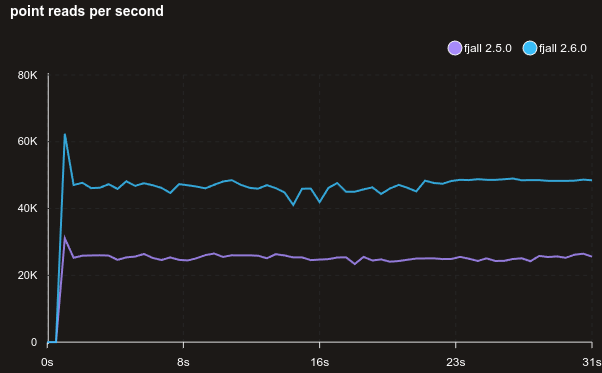 point reads per second
fjall 2.5.0 fjall 2.6.0
80K
60K
40K
20K
0
0s 8s 16s 23s 31s